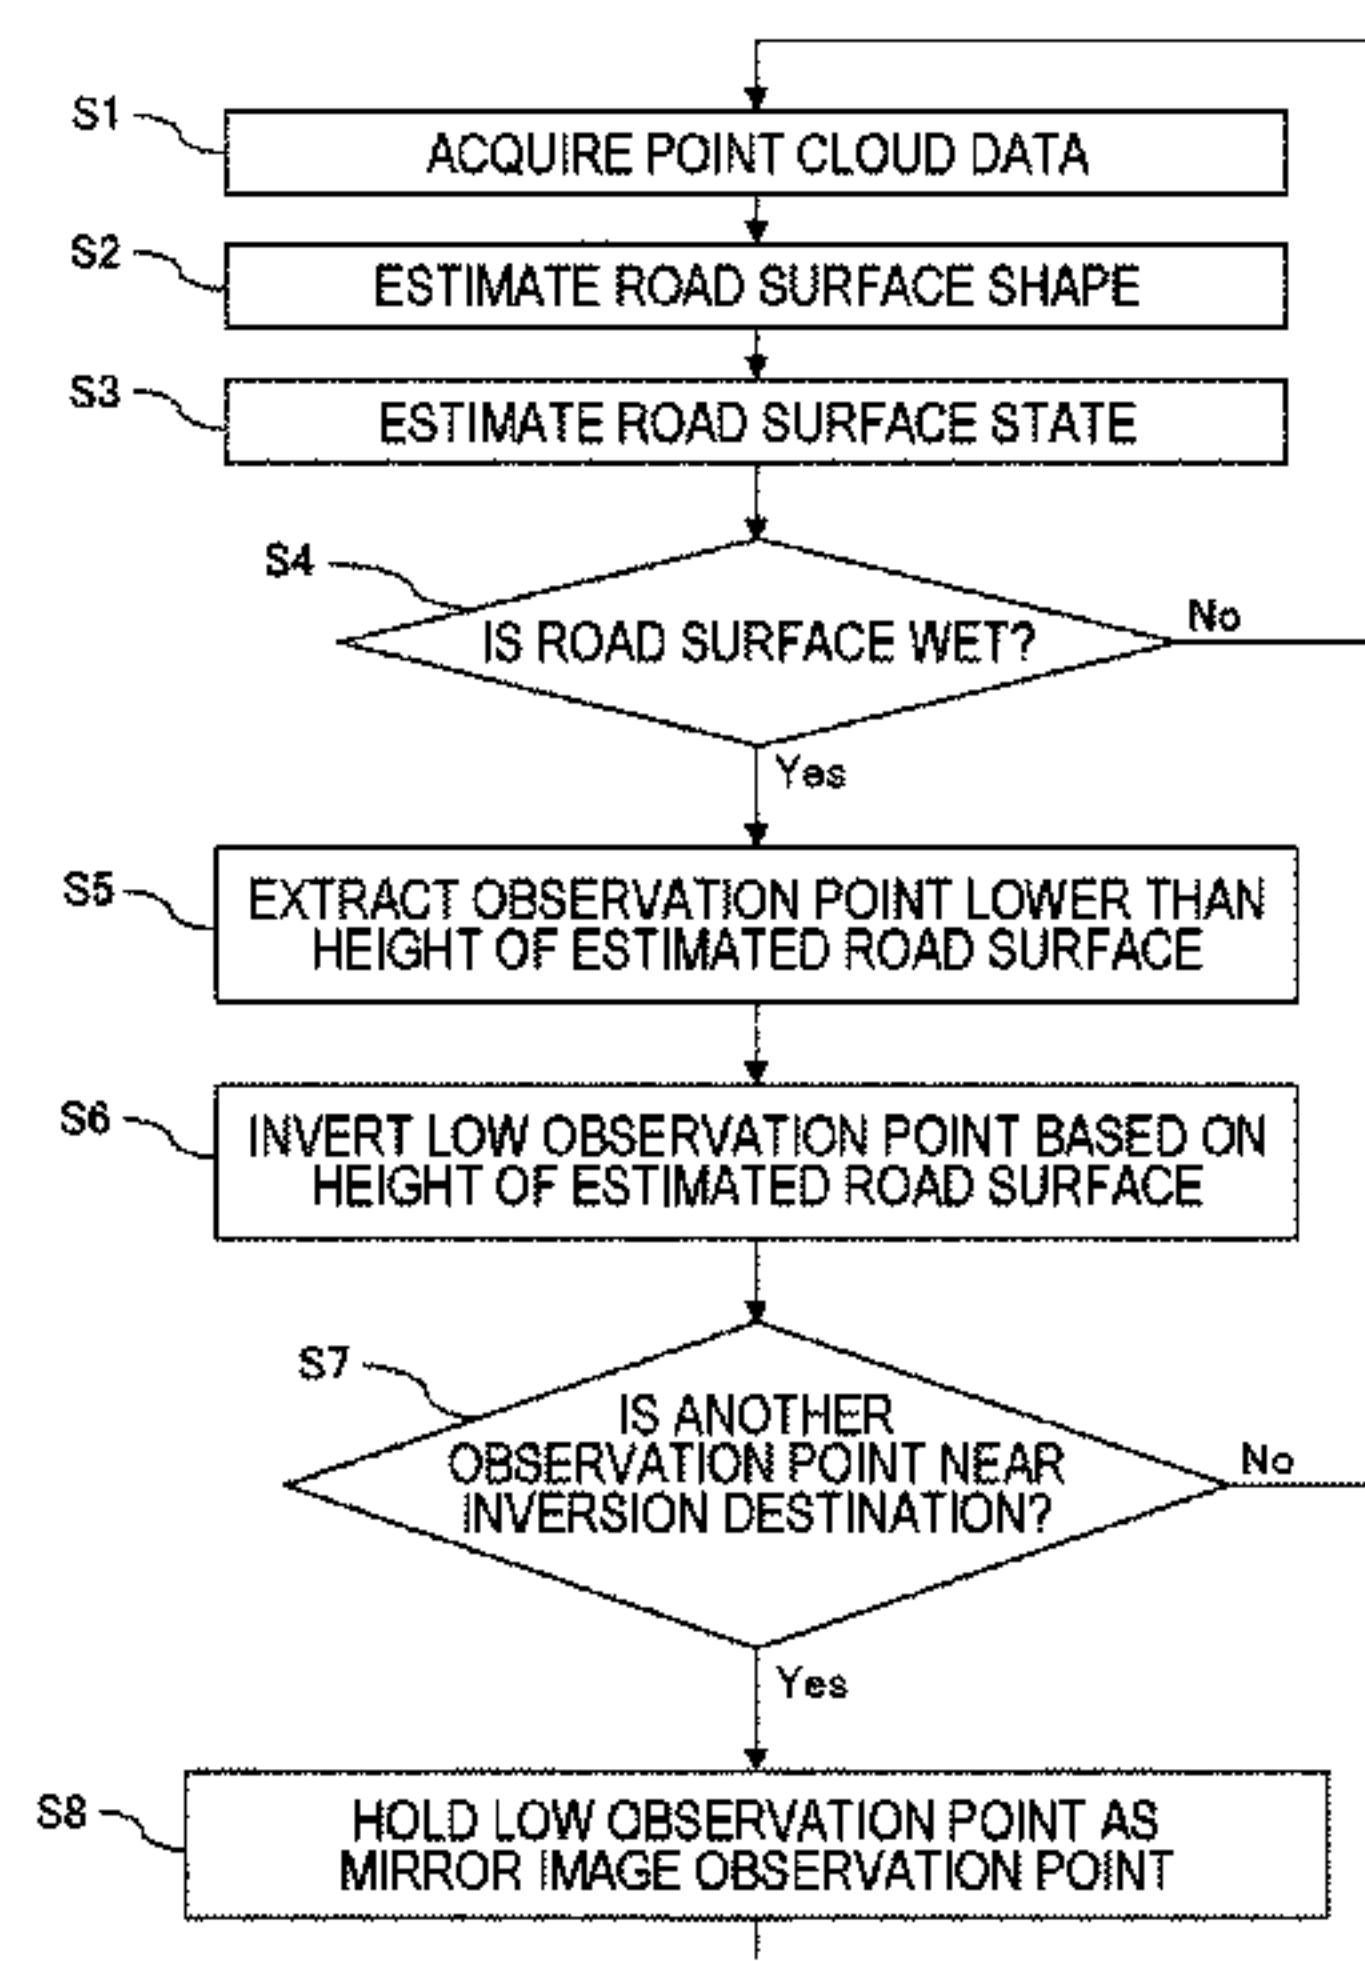 S1
ACQUIRE POINT CLOUD DATA
S2
ESTIMATE ROAD SURFACE SHAPE
S3
ESTIMATE ROAD SURFACE STATE
S4
IS ROAD SURFACE WET?
No
Yes
S5
EXTRACT OBSERVATION POINT LOWER THAN
HEIGHT OF ESTIMATED ROAD SURFACE
S6
INVERT LOW OBSERVATION POINT BASED ON
HEIGHT OF ESTIMATED ROAD SURFACE
S7
IS ANOTHER
OBSERVATION POINT NEAR
INVERSION DESTINATION?
No
Yes
S8
HOLD LOW OBSERVATION POINT AS
MIRROR IMAGE OBSERVATION POINT